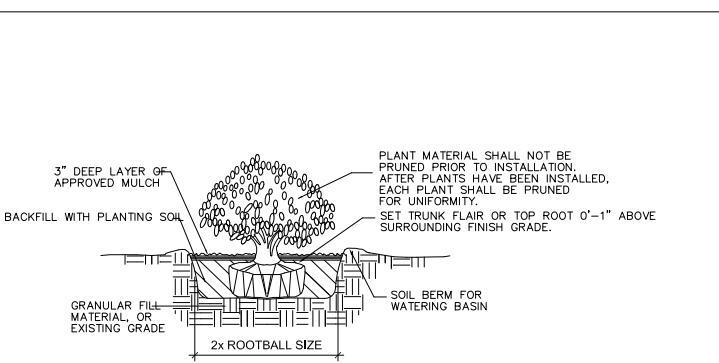 3" DEEP LAYER OF
APPROVED MULCH
BACKFILL WITH PLANTING SOIL
GRANULAR FILL
MATERIAL, OR
EXISTING GRADE
PLANT MATERIAL SHALL NOT BE
PRUNED PRIOR TO INSTALLATION.
AFTER PLANTS HAVE BEEN INSTALLED,
EACH PLANT SHALL BE PRUNED
FOR UNIFORMITY.
SET TRUNK FLAIR OR TOP ROOT 0'-1" ABOVE
SURROUNDING FINISH GRADE.
SOIL BERM FOR
WATERING BASIN
2x ROOTBALL SIZE